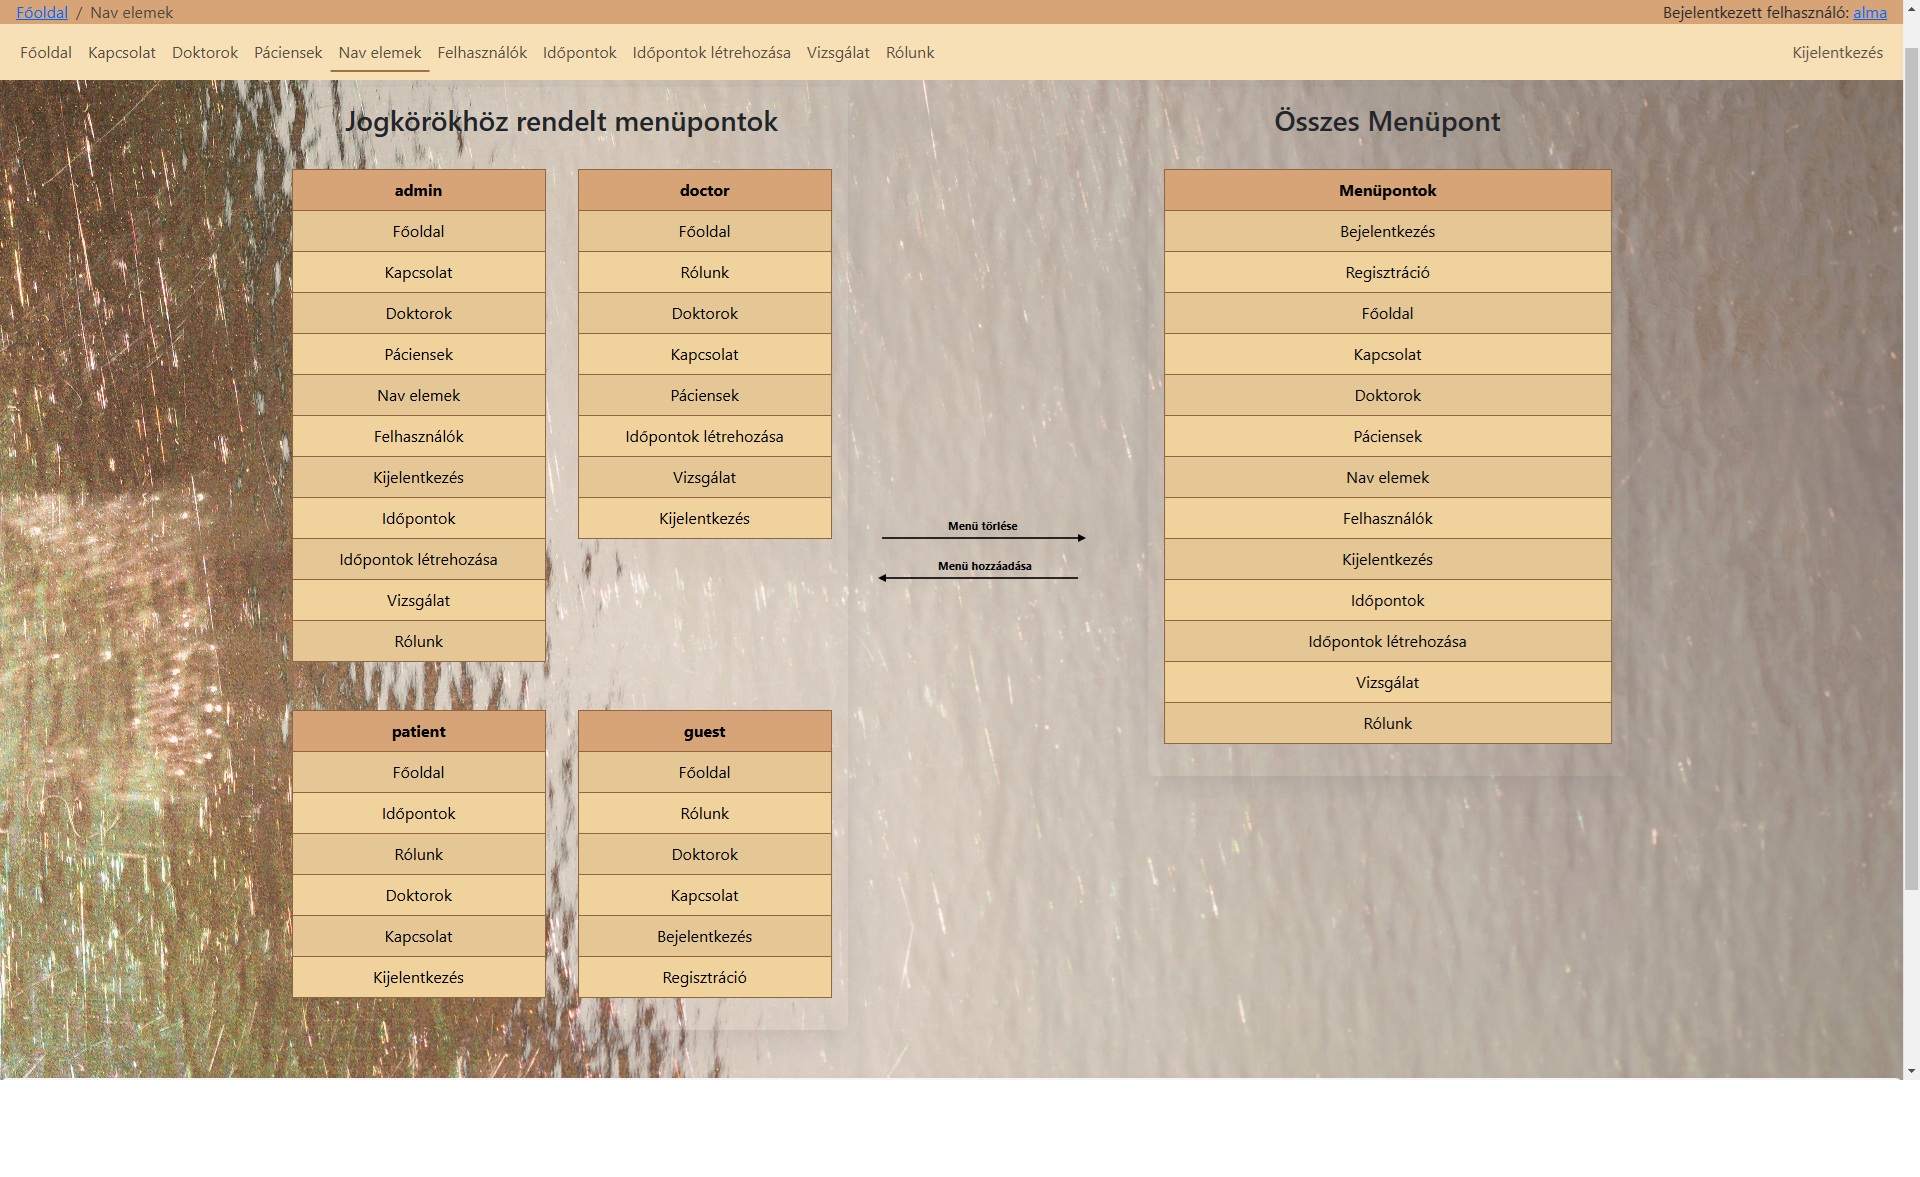 Főoldal / Nav elemek
Bejelentkezett felhasználó: alma
Főoldal Kapcsolat Doktorok Páciensek Nav elemek Felhasználók Időpontok Időpontok létrehozása Vizsgálat Rólunk Kijelentkezés
Jogkörökhöz rendelt menüpontok
admin
Főoldal
Kapcsolat
Doktorok
Páciensek
Nav elemek
Felhasználók
Kijelentkezés
Időpontok
Időpontok létrehozása
Vizsgálat
Rólunk
doctor
Főoldal
Rólunk
Doktorok
Kapcsolat
Páciensek
Időpontok létrehozása
Vizsgálat
Kijelentkezés
patient
Főoldal
Időpontok
Rólunk
Doktorok
Kapcsolat
Kijelentkezés
guest
Főoldal
Rólunk
Doktorok
Kapcsolat
Bejelentkezés
Regisztráció
Menü törlése
Menü hozzáadása
Összes Menüpont
Menüpontok
Bejelentkezés
Regisztráció
Főoldal
Kapcsolat
Doktorok
Páciensek
Nav elemek
Felhasználók
Kijelentkezés
Időpontok
Időpontok létrehozása
Vizsgálat
Rólunk